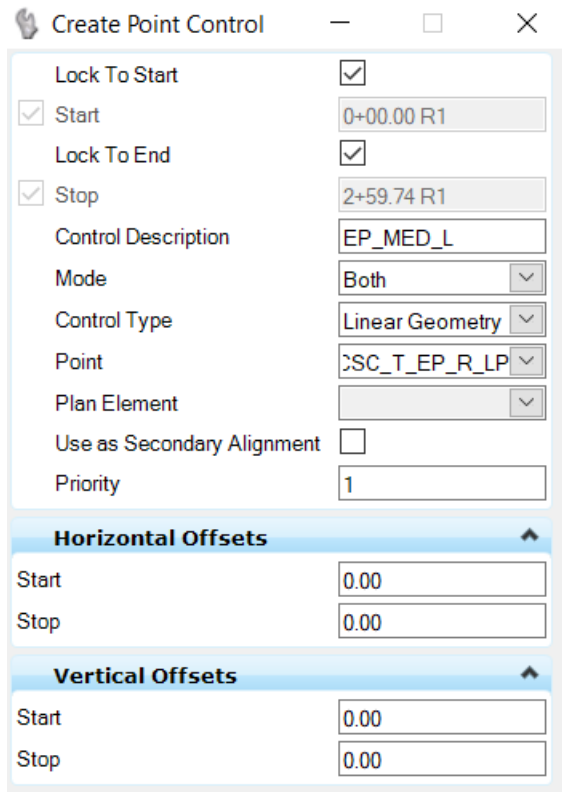 Create Point Control
Lock To Start
Start 0+00.00 R1
Lock To End
Stop 2+59.74 R1
Control Description EP_MED_L
Mode Both
Control Type Linear Geometry
Point CSC_T_EP_R_LP
Plan Element
Use as Secondary Alignment
Priority 1
Horizontal Offsets
Start 0.00
Stop 0.00
Vertical Offsets
Start 0.00
Stop 0.00